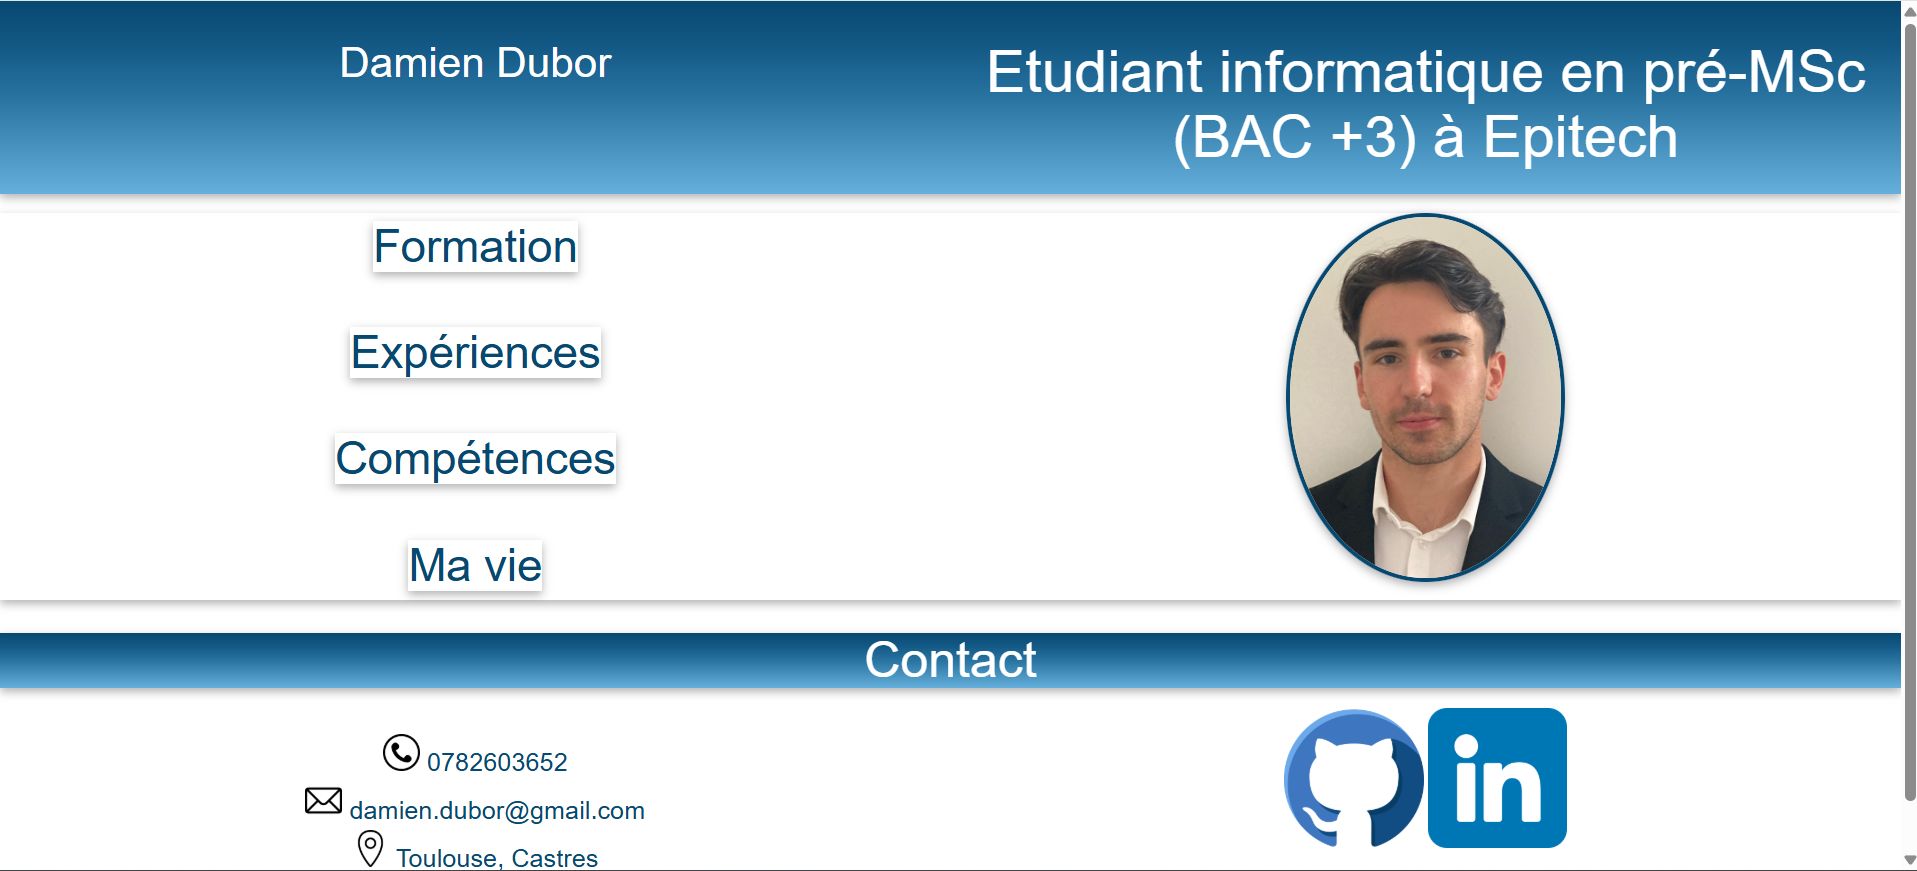 Damien Dubor
Etudiant informatique en pré-MSc
(BAC +3) à Epitech
Formation
Expériences
Compétences
Ma vie
Contact
0782603652
damien.dubor@gmail.com
Toulouse, Castres
in